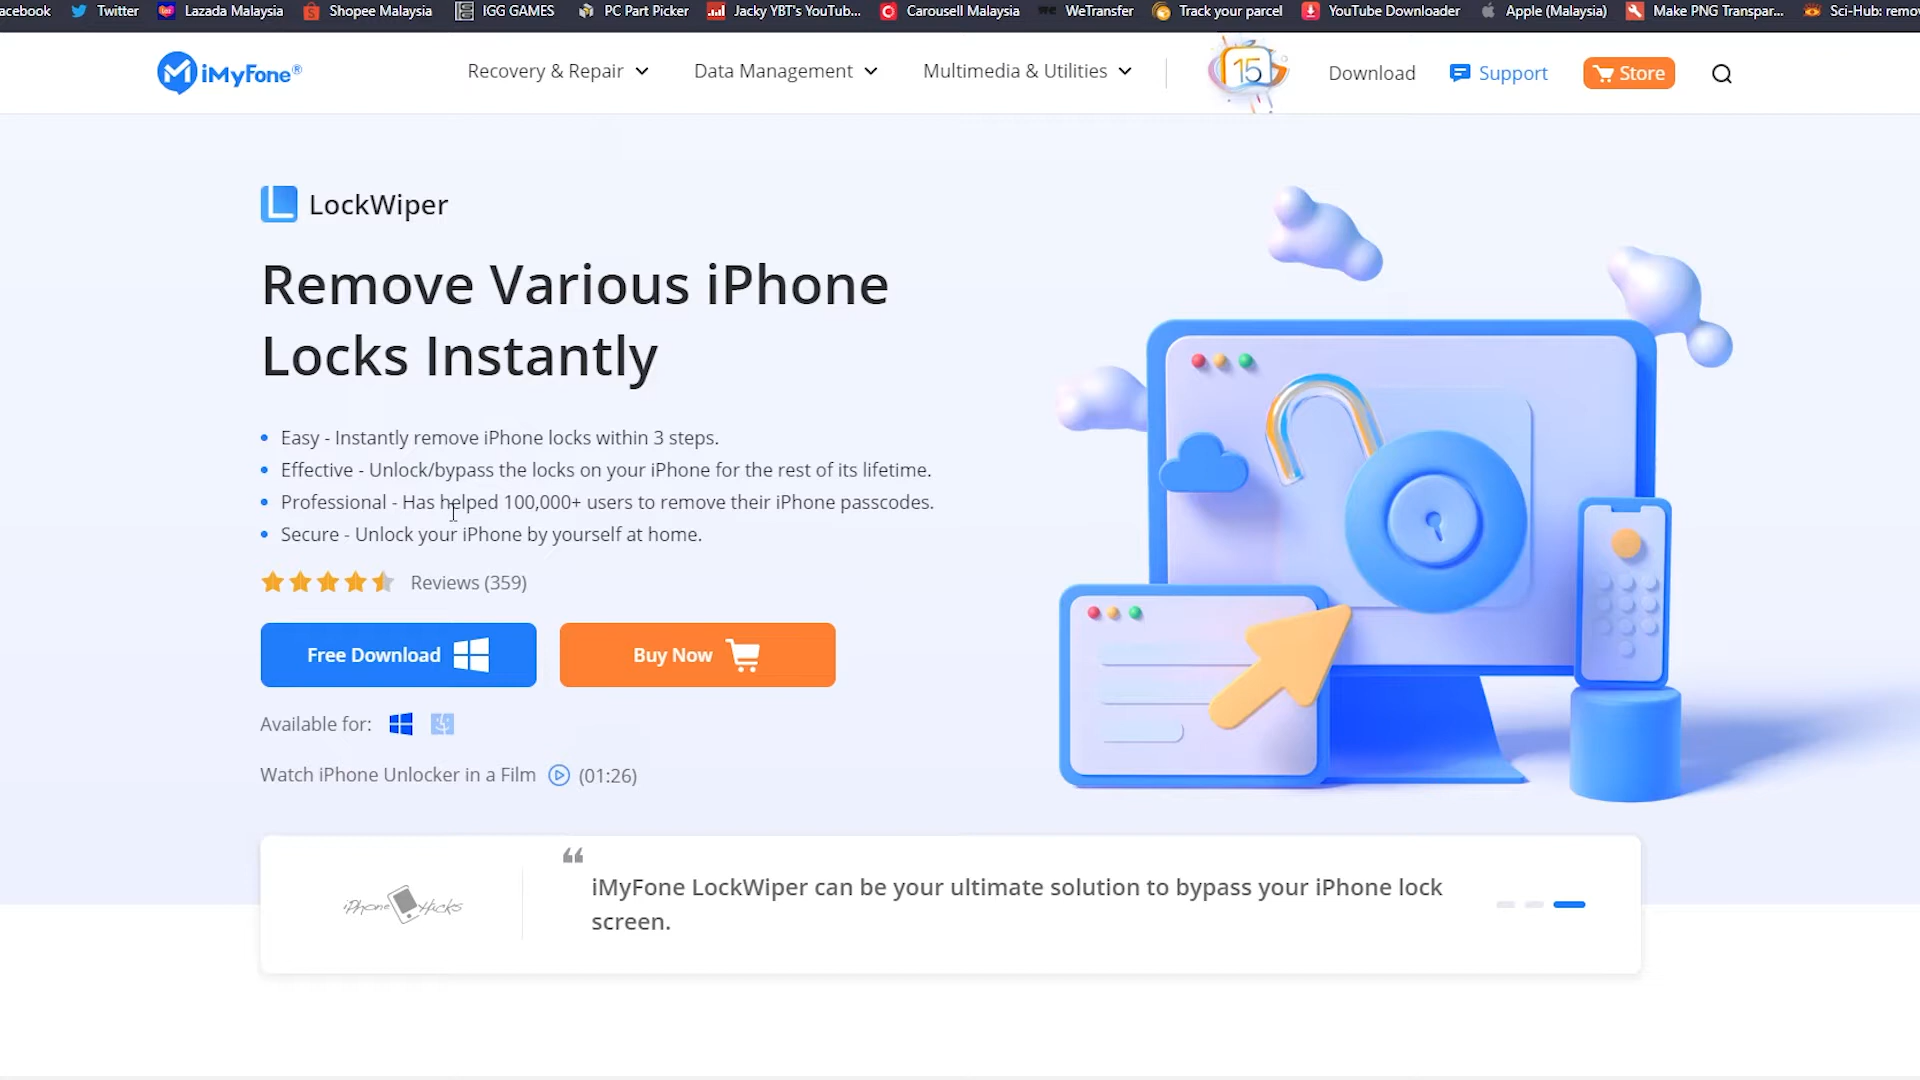 acebook Twitter Lazada Malaysia Shopee Malaysia IGG GAMES PC Part Picker Jacky YBT's YouTub... Carousell Malaysia WeTransfer Track your parcel YouTube Downloader Apple (Malaysia) Make PNG Transpar... Sci-Hub: remov
iMyFone® Recovery & Repair Data Management Multimedia & Utilities 15 Download Support Store
LockWiper
Remove Various iPhone
Locks Instantly
Easy - Instantly remove iPhone locks within 3 steps.
Effective - Unlock/bypass the locks on your iPhone for the rest of its lifetime.
Professional - Has helped 100,000+ users to remove their iPhone passcodes.
Secure - Unlock your iPhone by yourself at home.
Reviews (359)
Free Download Buy Now
Available for:
Watch iPhone Unlocker in a Film (01:26)
iPhone Hacks
“ iMyFone LockWiper can be your ultimate solution to bypass your iPhone lock
screen.